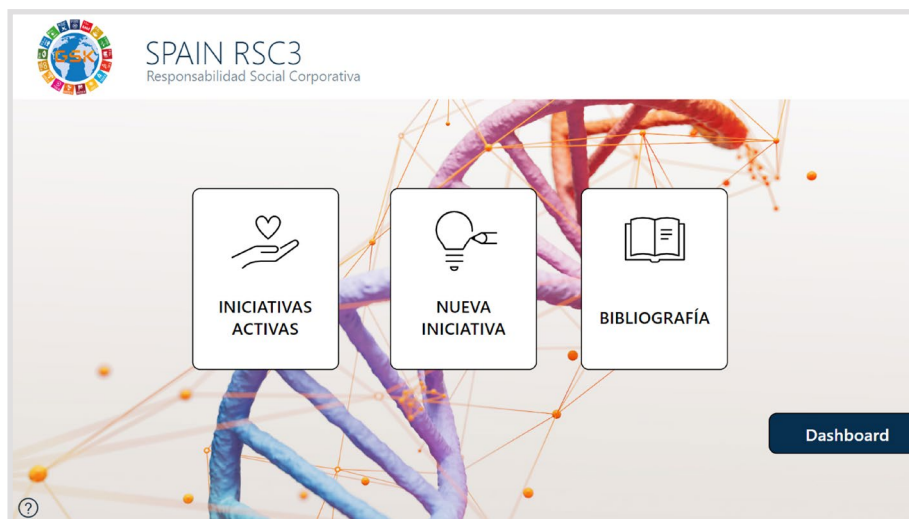 GSK
SPAIN RSC3
Responsabilidad Social Corporativa
INICIATIVAS
ACTIVAS
NUEVA
INICIATIVA
BIBLIOGRAFÍA
Dashboard
?